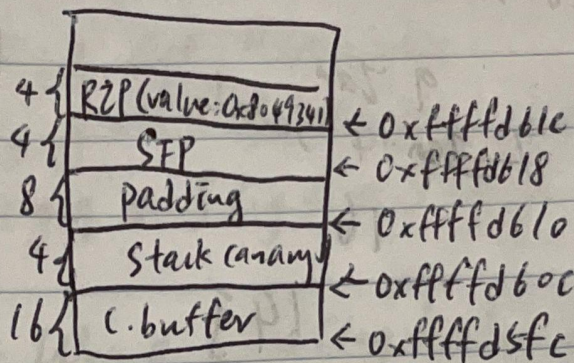 4{ RIP (value: 0x8049341)
← 0xffffd61c
4{ SFP
← 0xffffd618
8{ padding
← 0xffffd610
4{ stack canary
← 0xffffd60c
16{ C.buffer
← 0xffffd5fc